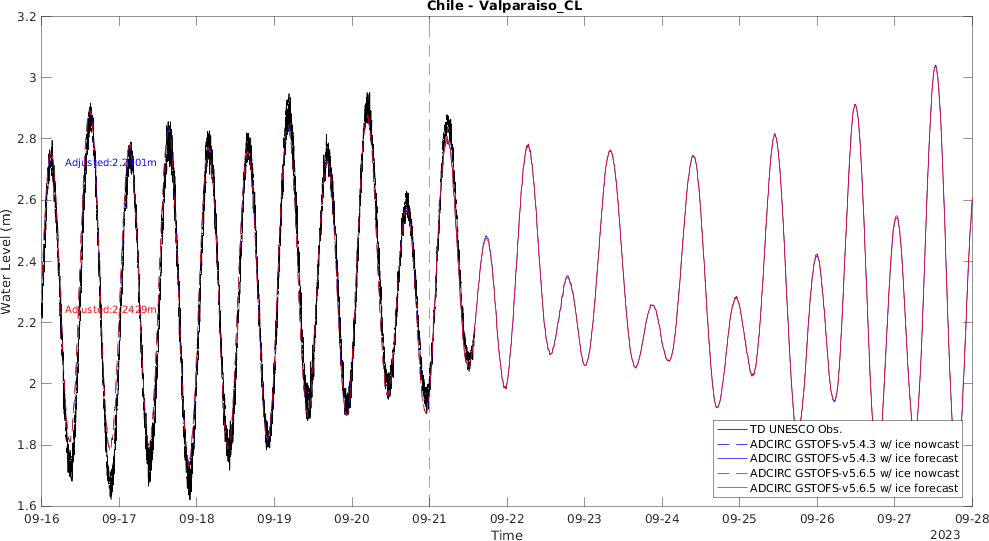 Chile - Valparaiso_CL
3.2
3
2.8
2.6
2.4
2.2
2
1.8
1.6
Water Level (m)
Adjusted:
Adjusted:2.2429m
TD UNESCO Obs.
ADCIRC GSTOFS-v5.4.3 w/ ice nowcast
ADCIRC GSTOFS-v5.4.3 w/ ice forecast
ADCIRC GSTOFS-v5.6.5 w/ ice nowcast
ADCIRC GSTOFS-v5.6.5 w/ ice forecast
09-16 09-17 09-18 09-19 09-20 09-21 09-22 09-23 09-24 09-25 09-26 09-27 09-28
Time
2023